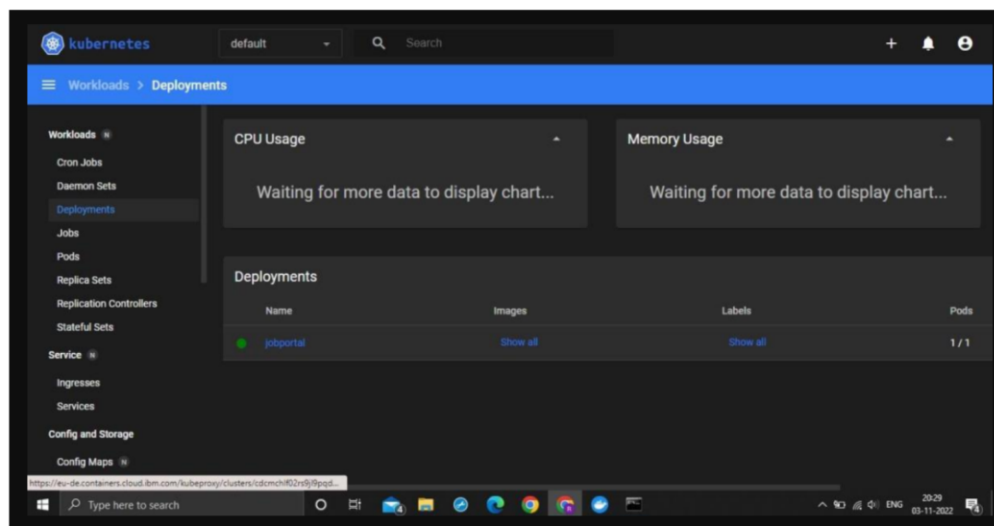 kubernetes
default
Search
Workloads > Deployments
Workloads N
Cron Jobs
Daemon Sets
Deployments
Jobs
Pods
Replica Sets
Replication Controllers
Stateful Sets
Service N
Ingresses
Services
Config and Storage
Config Maps N
CPU Usage
Waiting for more data to display chart...
Memory Usage
Waiting for more data to display chart...
Deployments
Name Images Labels Pods
jobportal Show all Show all 1 / 1
Type here to search
ENG
20:29
03-11-2022